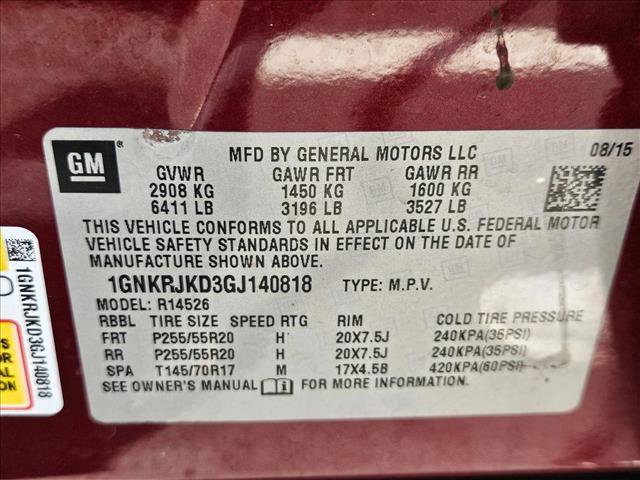 MFD BY GENERAL MOTORS LLC 08/15
GM
GVWR GAWR FRT GAWR RR
2908 KG 1450 KG 1600 KG
6411 LB 3196 LB 3527 LB
THIS VEHICLE CONFORMS TO ALL APPLICABLE U.S. FEDERAL MOTOR
VEHICLE SAFETY STANDARDS IN EFFECT ON THE DATE OF
MANUFACTURE SHOWN ABOVE.
1GNKRJKD3GJ140818 TYPE: M.P.V.
MODEL: R14526
RBBL TIRE SIZE SPEED RTG RIM COLD TIRE PRESSURE
FRT P255/55R20 H 20X7.5J 240KPA(35PSI)
RR P255/55R20 H 20X7.5J 240KPA(35PSI)
SPA T145/70R17 M 17X4.5B 420KPA(60PSI)
SEE OWNER'S MANUAL i FOR MORE INFORMATION.
1GNKRJKD3GJ140818